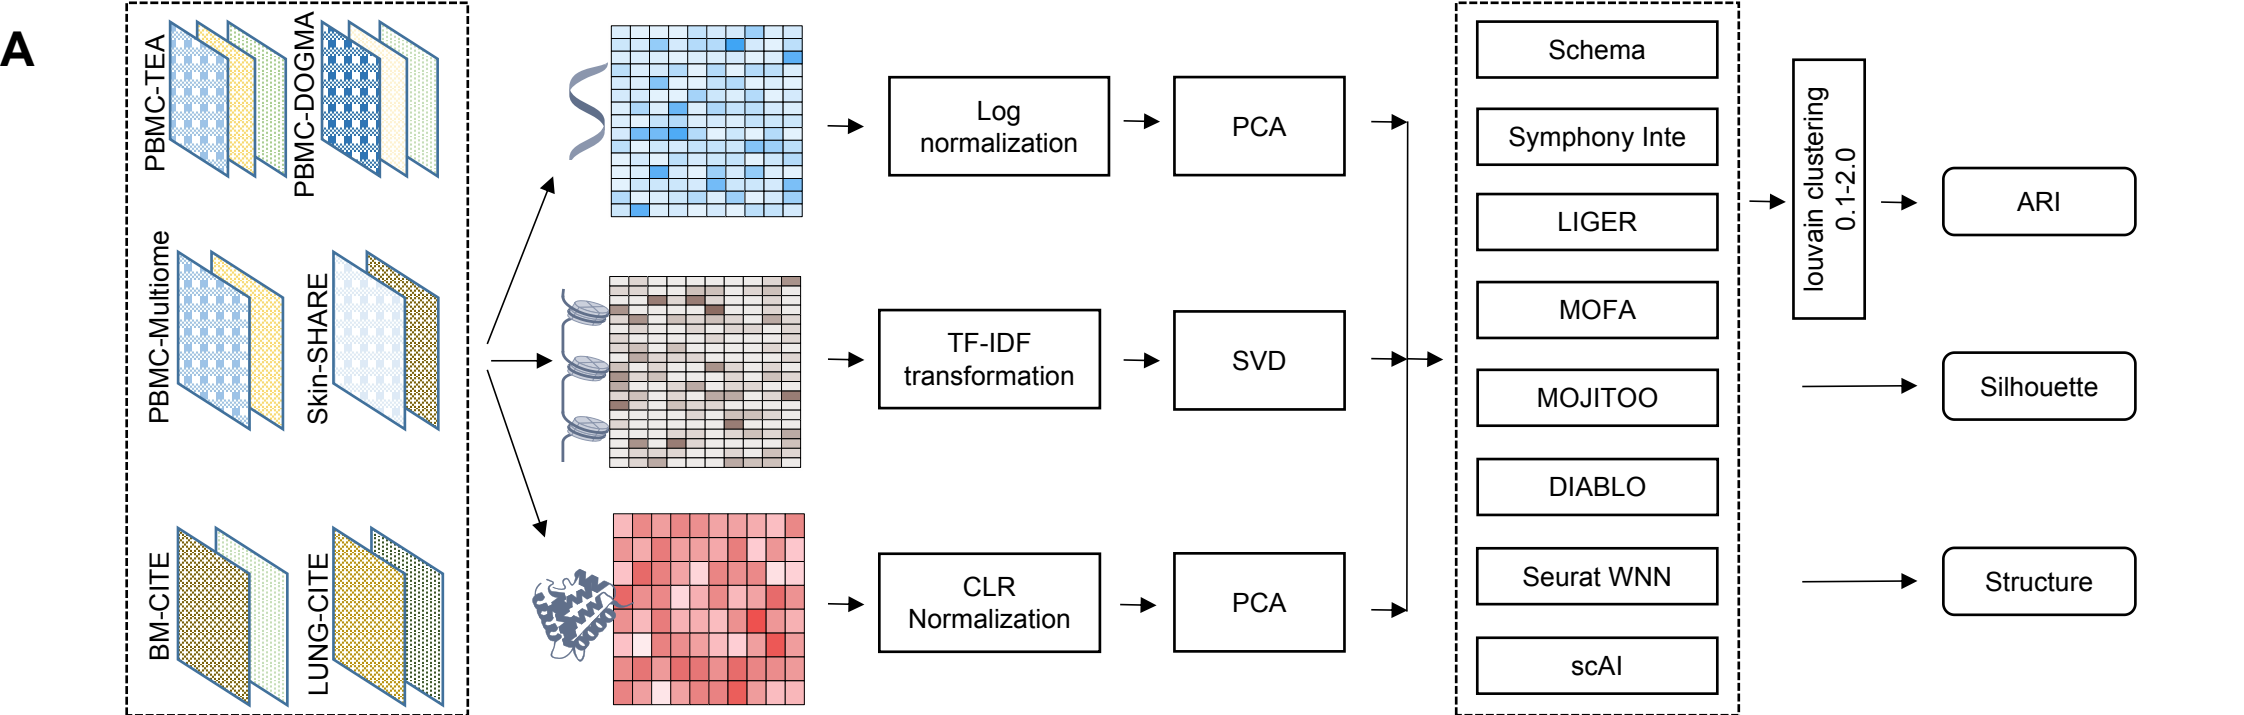 A
PBMC-TEA
PBMC-DOGMA
PBMC-Multiome
Skin-SHARE
BM-CITE
LUNG-CITE
Log
normalization
PCA
TF-IDF
transformation
SVD
CLR
Normalization
PCA
Schema
Symphony Inte
LIGER
MOFA
MOJITOO
DIABLO
Seurat WNN
scAI
louvain clustering
0.1-2.0
ARI
Silhouette
Structure